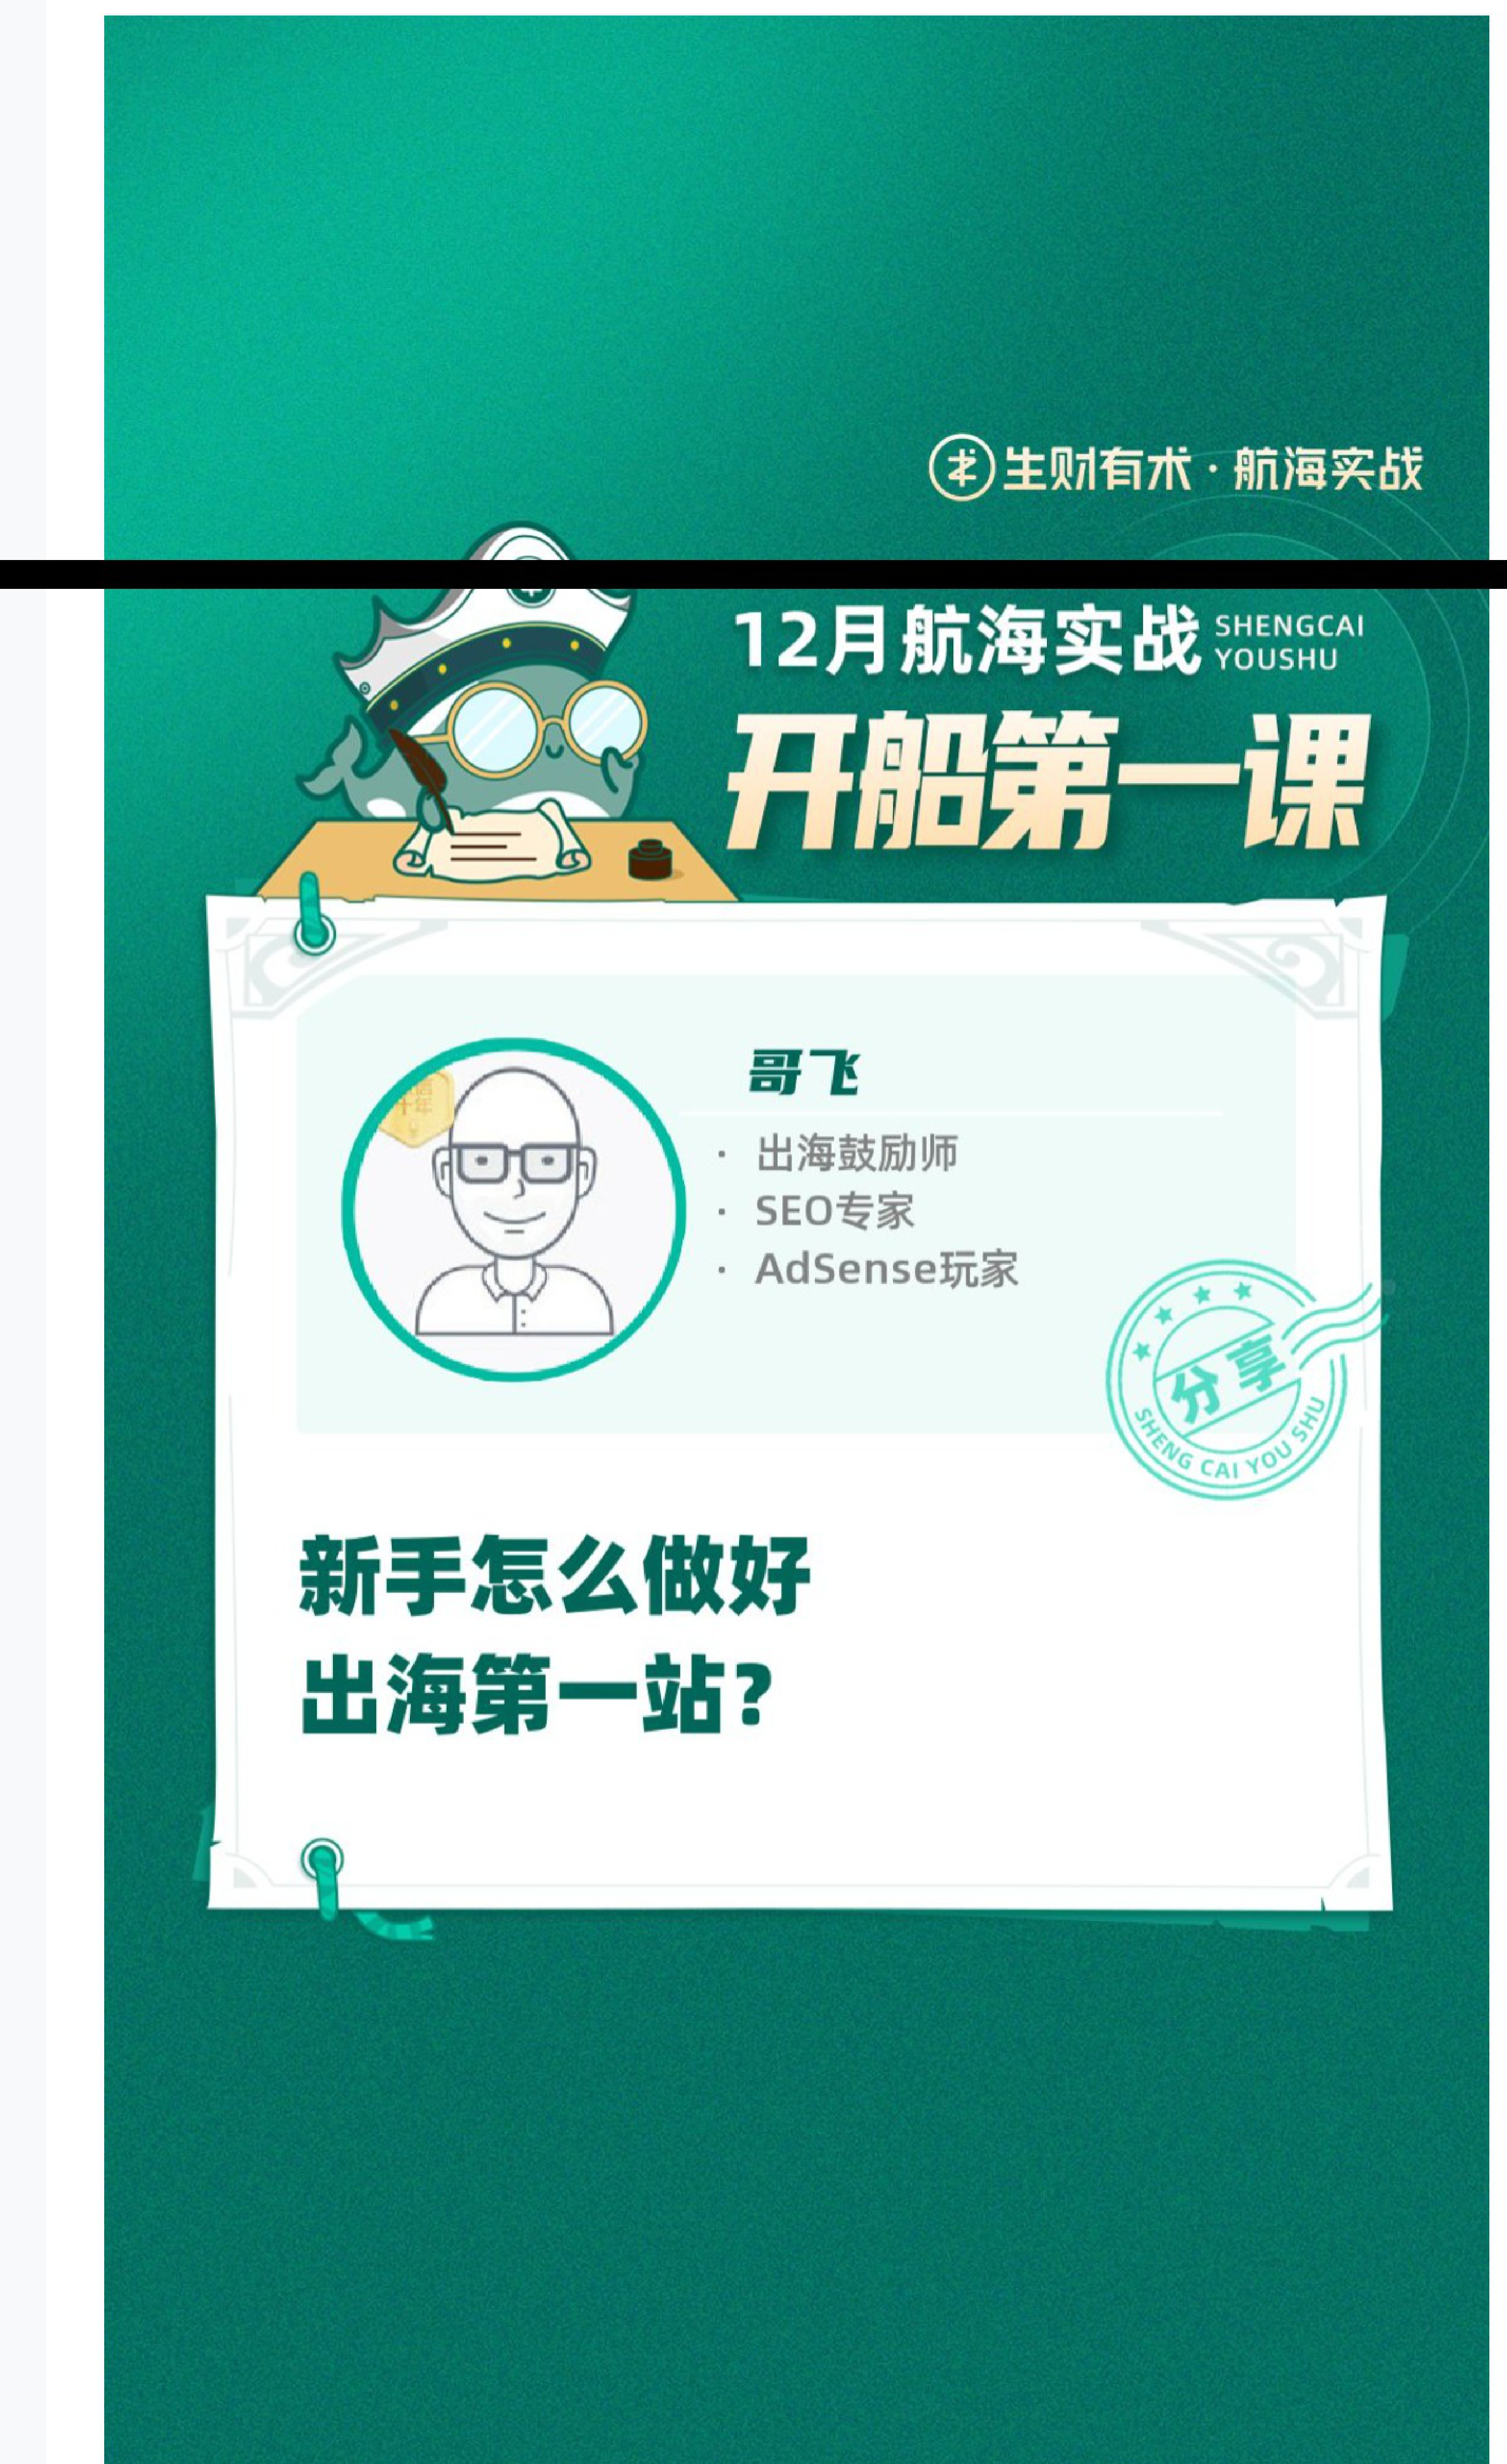 生财有术·航海实战
12月航海实战
SHENGCAI
YOUSHU
开船第一课
哥飞
· 出海鼓励师
· SEO专家
· AdSense玩家
十年
分享
SHENG CAI YOU SHU
新手怎么做好
出海第一站?